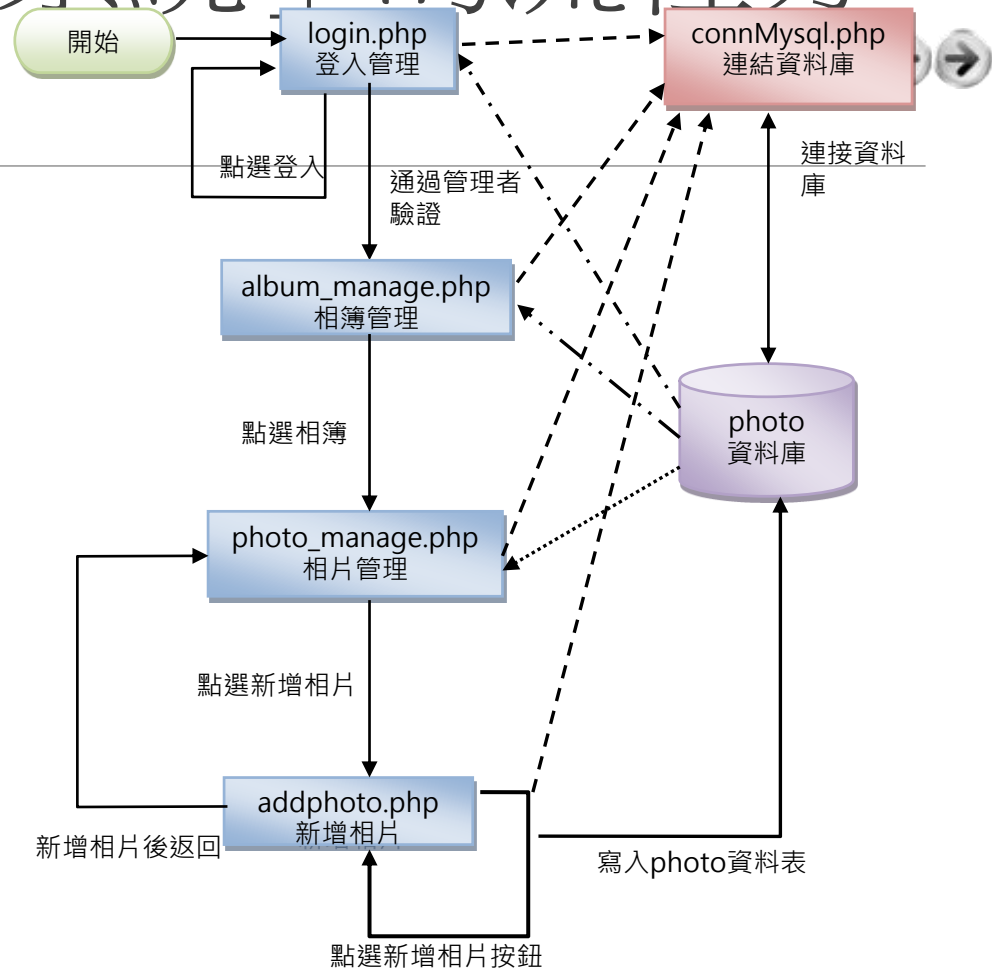 開始
login.php
登入管理
connMysql.php
連結資料庫
點選登入
通過管理者
驗證
連接資料
庫
album_manage.php
相簿管理
點選相簿
photo
資料庫
photo_manage.php
相片管理
點選新增相片
addphoto.php
新增相片
新增相片後返回
寫入photo資料表
點選新增相片按鈕